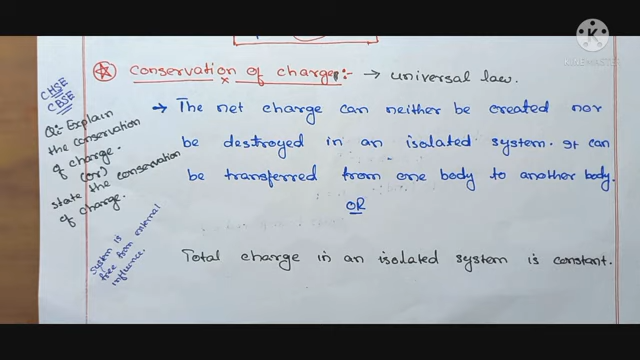 conservation of charge:- → universal law.
CHSE
CBSE
Q:- Explain
the conservation
of charge.
(or)
state the conservation
of charge.
→ The net charge can neither be created nor
be destroyed in an isolated system. It can
be transferred from one body to another body.
OR
System is
free from external
influence.
Total charge in an isolated system is constant.
K